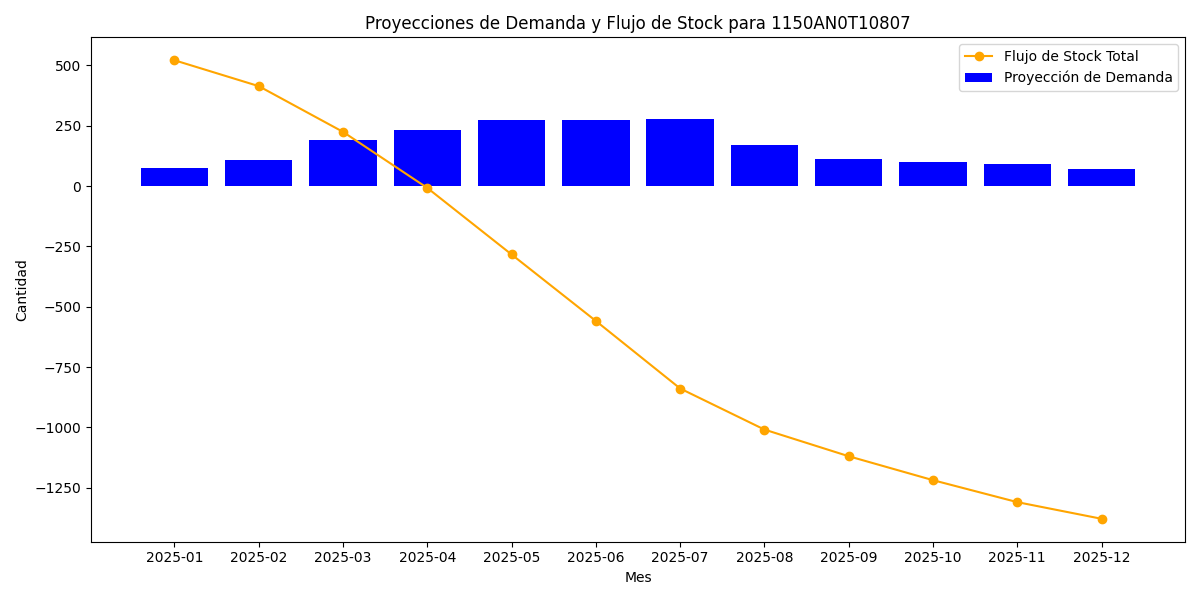 Proyecciones de Demanda y Flujo de Stock para 1150AN0T10807
Flujo de Stock Total
Proyección de Demanda
500
250
0
−250
−500
−750
−1000
−1250
Cantidad
2025-01 2025-02 2025-03 2025-04 2025-05 2025-06 2025-07 2025-08 2025-09 2025-10 2025-11 2025-12
Mes